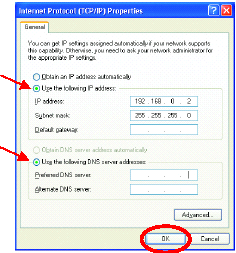 Internet Protocol (TCP/IP) Properties
General
You can get IP settings assigned automatically if your network supports
this capability. Otherwise, you need to ask your network administrator for
the appropriate IP settings.
Obtain an IP address automatically
Use the following IP address:
IP address: 192 . 168 . 0 . 2
Subnet mask: 255 . 255 . 255 . 0
Default gateway: . . .
Obtain DNS server address automatically
Use the following DNS server addresses:
Preferred DNS server: . . .
Alternate DNS server: . . .
Advanced...
OK Cancel